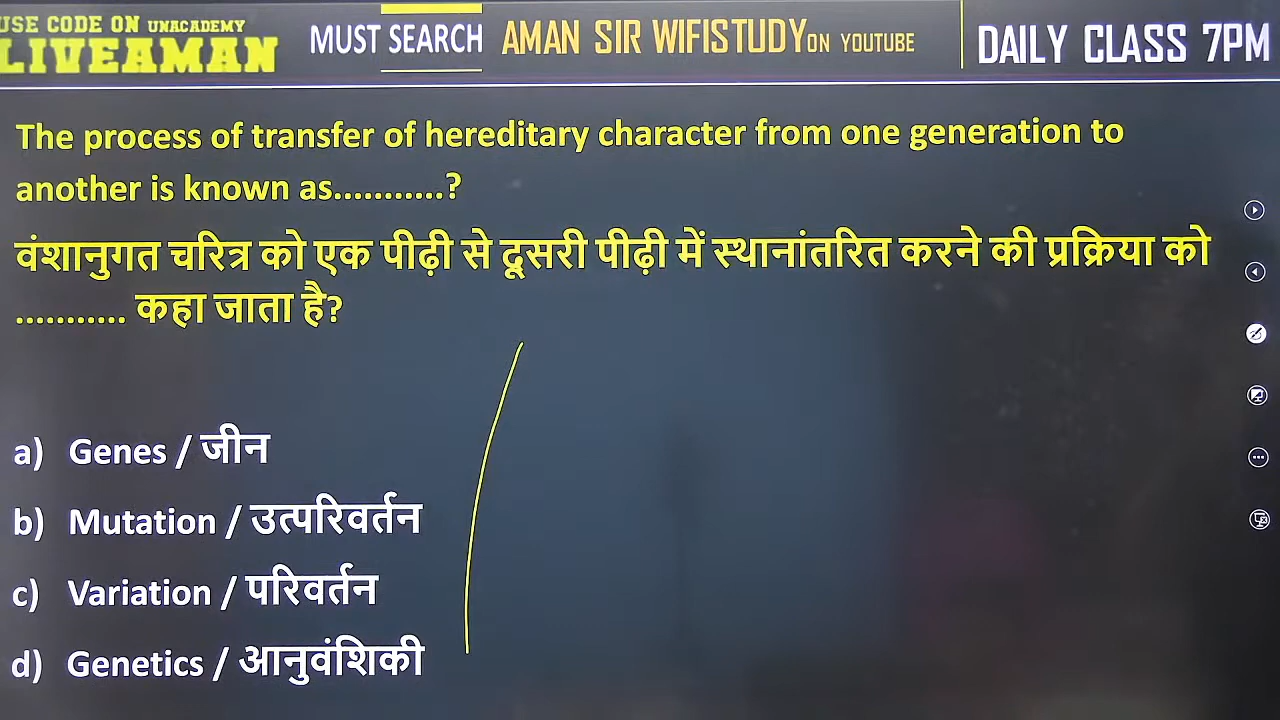 USE CODE ON UNACADEMY
LIVEAMAN
MUST SEARCH AMAN SIR WIFISTUDY ON YOUTUBE
DAILY CLASS 7PM
The process of transfer of hereditary character from one generation to
another is known as...........?
वंशानुगत चरित्र को एक पीढ़ी से दूसरी पीढ़ी में स्थानांतरित करने की प्रक्रिया को
........... कहा जाता है?
a) Genes / जीन
b) Mutation / उत्परिवर्तन
c) Variation / परिवर्तन
d) Genetics / आनुवंशिकी